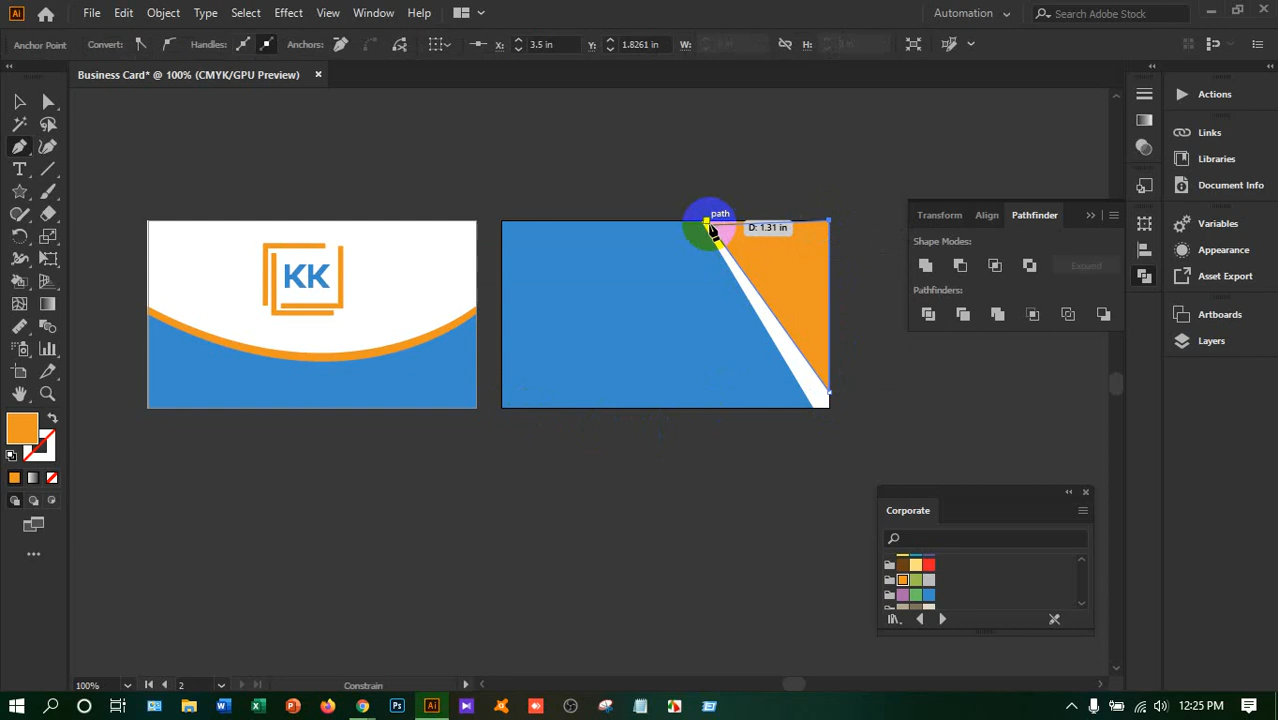 Ai File Edit Object Type Select Effect View Window Help Automation Search Adobe Stock
Anchor Point Convert: Handles: Anchors: X: 3.5 in Y: 1.8261 in W: H:
Business Card* @ 100% (CMYK/GPU Preview) ×
Actions
Links
Libraries
Document Info
Variables
Appearance
Asset Export
Artboards
Layers
Transform Align Pathfinder
Shape Modes:
Expand
Pathfinders:
path
D: 1.31 in
KK
T
Corporate
100% 2 Constrain
W X P Ps Ai 12:25 PM